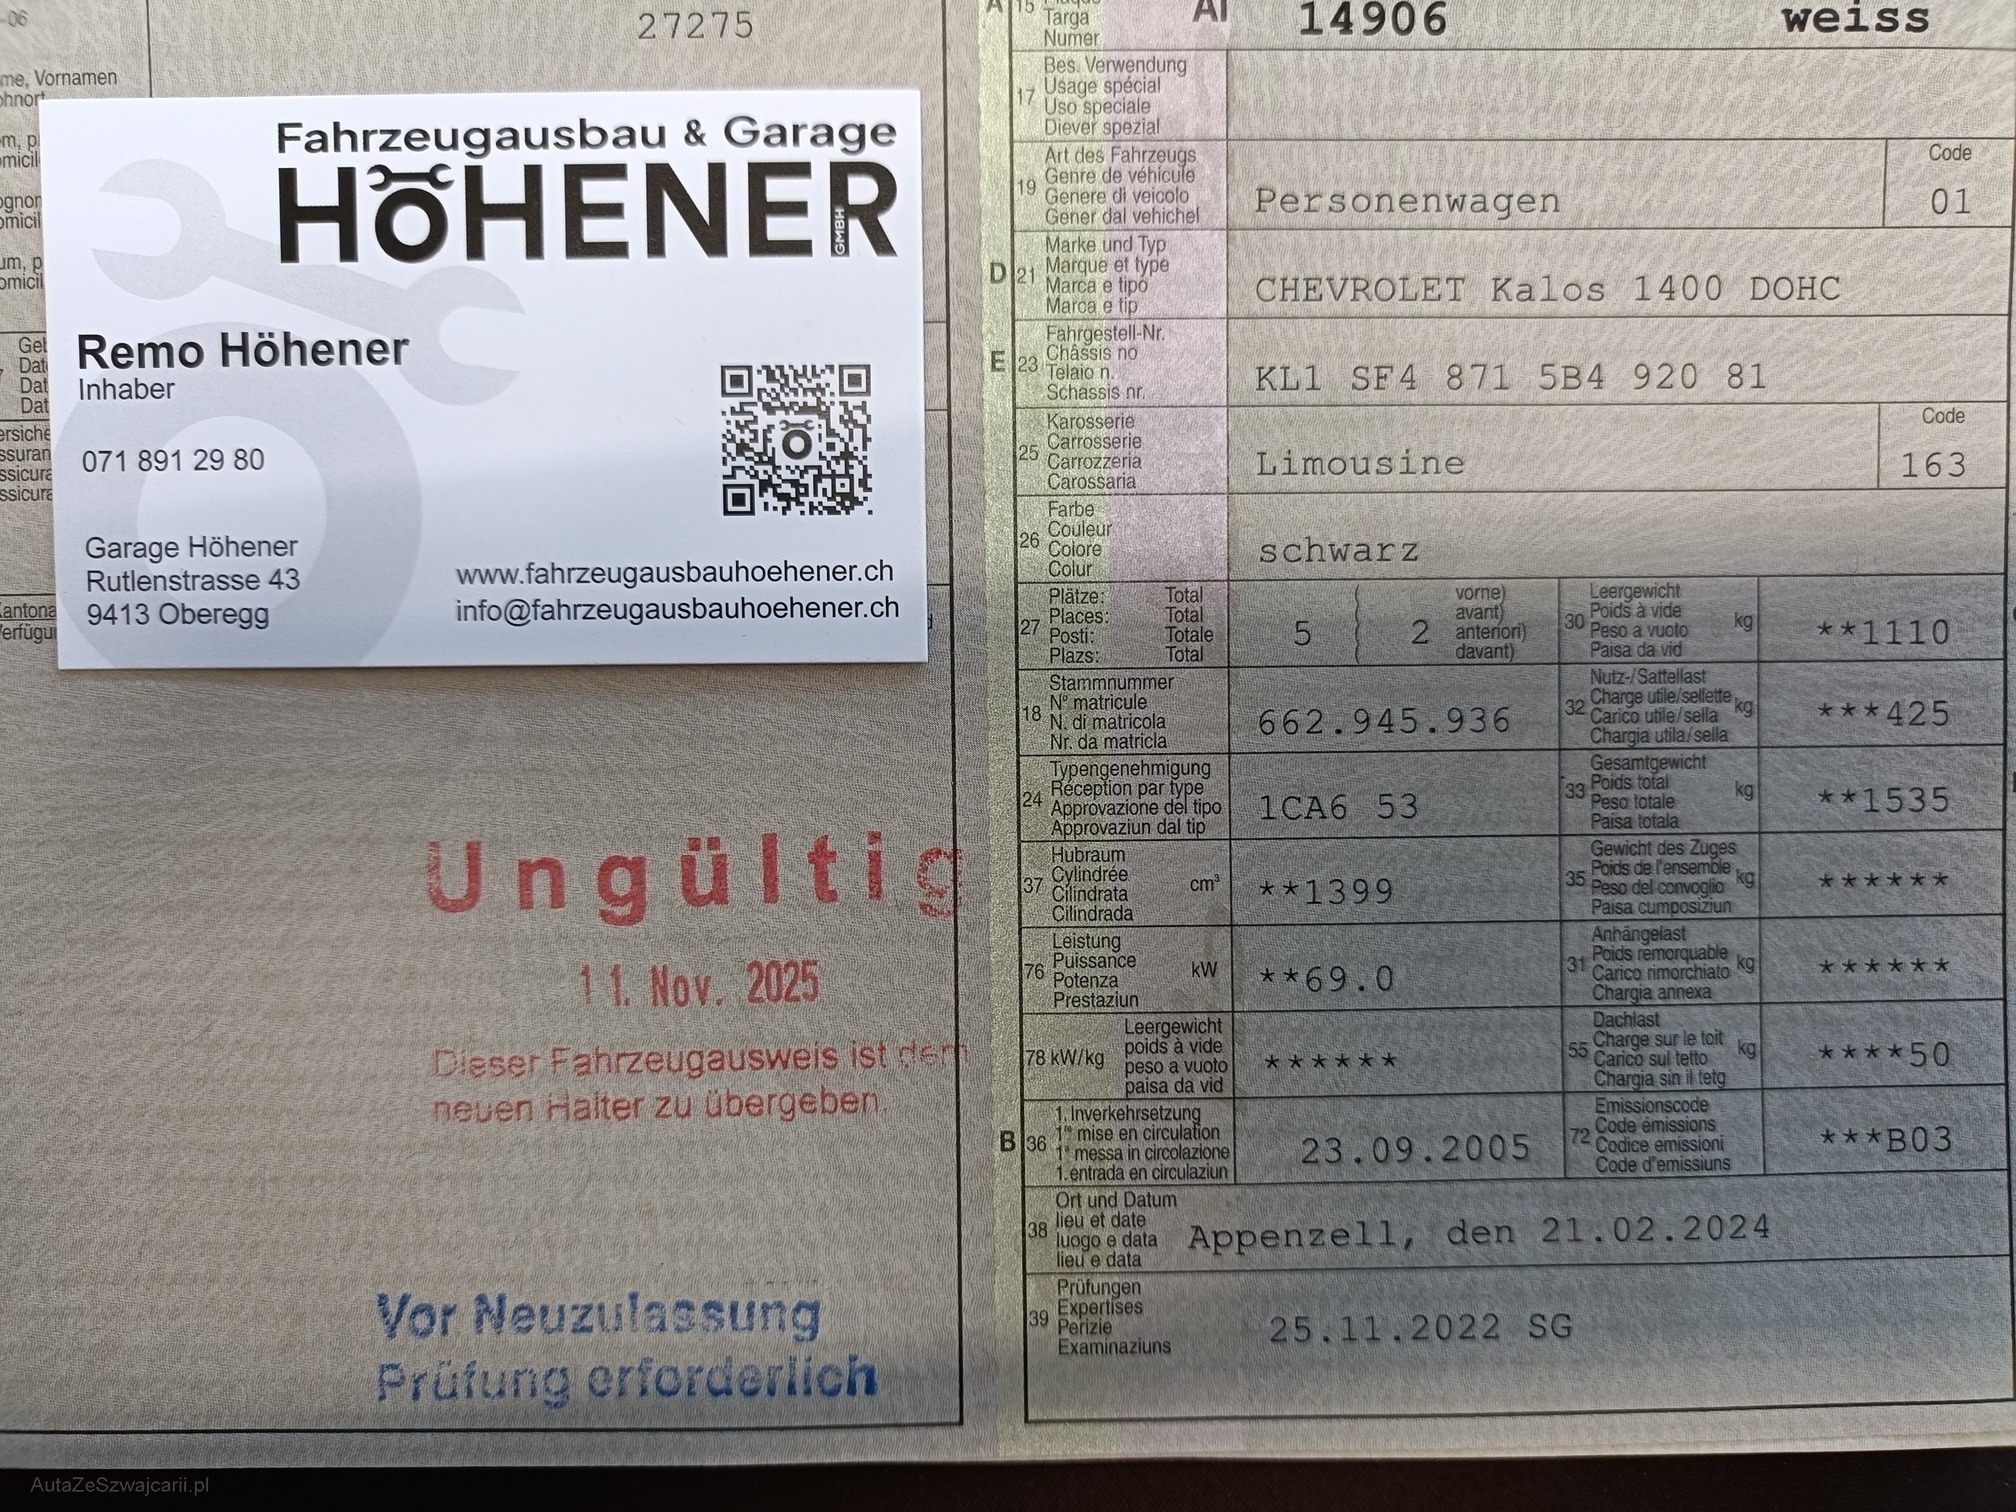 -06
27275
me, Vornamen
ohnort
Fahrzeugausbau & Garage
HÖHENER
GMBH
Remo Höhener
Inhaber
071 891 29 80
Garage Höhener
Rutlenstrasse 43
9413 Oberegg
www.fahrzeugausbauhoehener.ch
info@fahrzeugausbauhoehener.ch
Ungültig
11. Nov. 2025
Dieser Fahrzeugausweis ist dem
neuen Halter zu übergeben
Vor Neuzulassung
Prüfung erforderlich
A 15
Targa
Numer
AI 14906 weiss
17 Bes. Verwendung
Usage spécial
Uso speciale
Diever spezial
19 Art des Fahrzeugs
Genre de véhicule
Genere di veicolo
Gener dal vehichel
Personenwagen
Code
01
D 21 Marke und Typ
Marque et type
Marca e tipo
Marca e tip
CHEVROLET Kalos 1400 DOHC
E 23 Fahrgestell-Nr.
Châssis no
Telaio n.
Schassis nr.
KL1 SF4 871 5B4 920 81
25 Karosserie
Carrosserie
Carrozzeria
Carossaria
Limousine
Code
163
26 Farbe
Couleur
Colore
Colur
schwarz
27 Plätze: Total
Places: Total
Posti: Totale
Plazs: Total
5 2
vorne)
avant)
anteriori)
davant)
30 Leergewicht
Poids à vide
Peso a vuoto
Paisa da vid
kg
**1110
18 Stammnummer
N° matricule
N. di matricola
Nr. da matricla
662.945.936
32 Nutz-/Sattellast
Charge utile/sellette
Carico utile/sella
Chargia utila/sella
kg
***425
24 Typengenehmigung
Réception par type
Approvazione del tipo
Approvaziun dal tip
1CA6 53
33 Gesamtgewicht
Poids total
Peso totale
Paisa totala
kg
**1535
37 Hubraum
Cylindrée
Cilindrata
Cilindrada
cm³
**1399
35 Gewicht des Zuges
Poids de l'ensemble
Peso del convoglio
Paisa cumposiziun
kg
******
76 Leistung
Puissance
Potenza
Prestaziun
kW
**69.0
31 Anhängelast
Poids remorquable
Carico rimorchiato
Chargia annexa
kg
******
78 kW/kg
Leergewicht
poids à vide
peso a vuoto
paisa da vid
******
55 Dachlast
Charge sur le toit
Carico sul tetto
Chargia sin il tetg
kg
****50
B 36 1. Inverkehrsetzung
1re mise en circulation
1a messa in circolazione
1. entrada en circulaziun
23.09.2005
72 Emissionscode
Code émissions
Codice emissioni
Code d'emissiuns
***B03
38 Ort und Datum
lieu et date
luogo e data
lieu e data
Appenzell, den 21.02.2024
39 Prüfungen
Expertises
Perizie
Examinaziuns
25.11.2022 SG
AutaZeSzwajcarii.pl